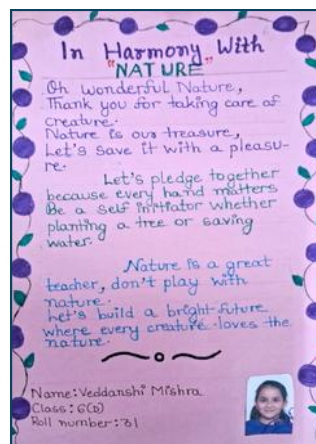 In Harmony With
"NATURE"
Oh wonderful Nature,
Thank you for taking care of
creature.
Nature is our treasure,
Let's save it with a pleasu-
re.
Let's pledge together
because every hand matters
Be a self initiator whether
planting a tree or saving
water.
Nature is a great
teacher, don't play with
nature.
Let's build a bright future
where every creature loves the
nature.
Name: Veddanshi Mishra
Class: 6(D)
Roll number: 31